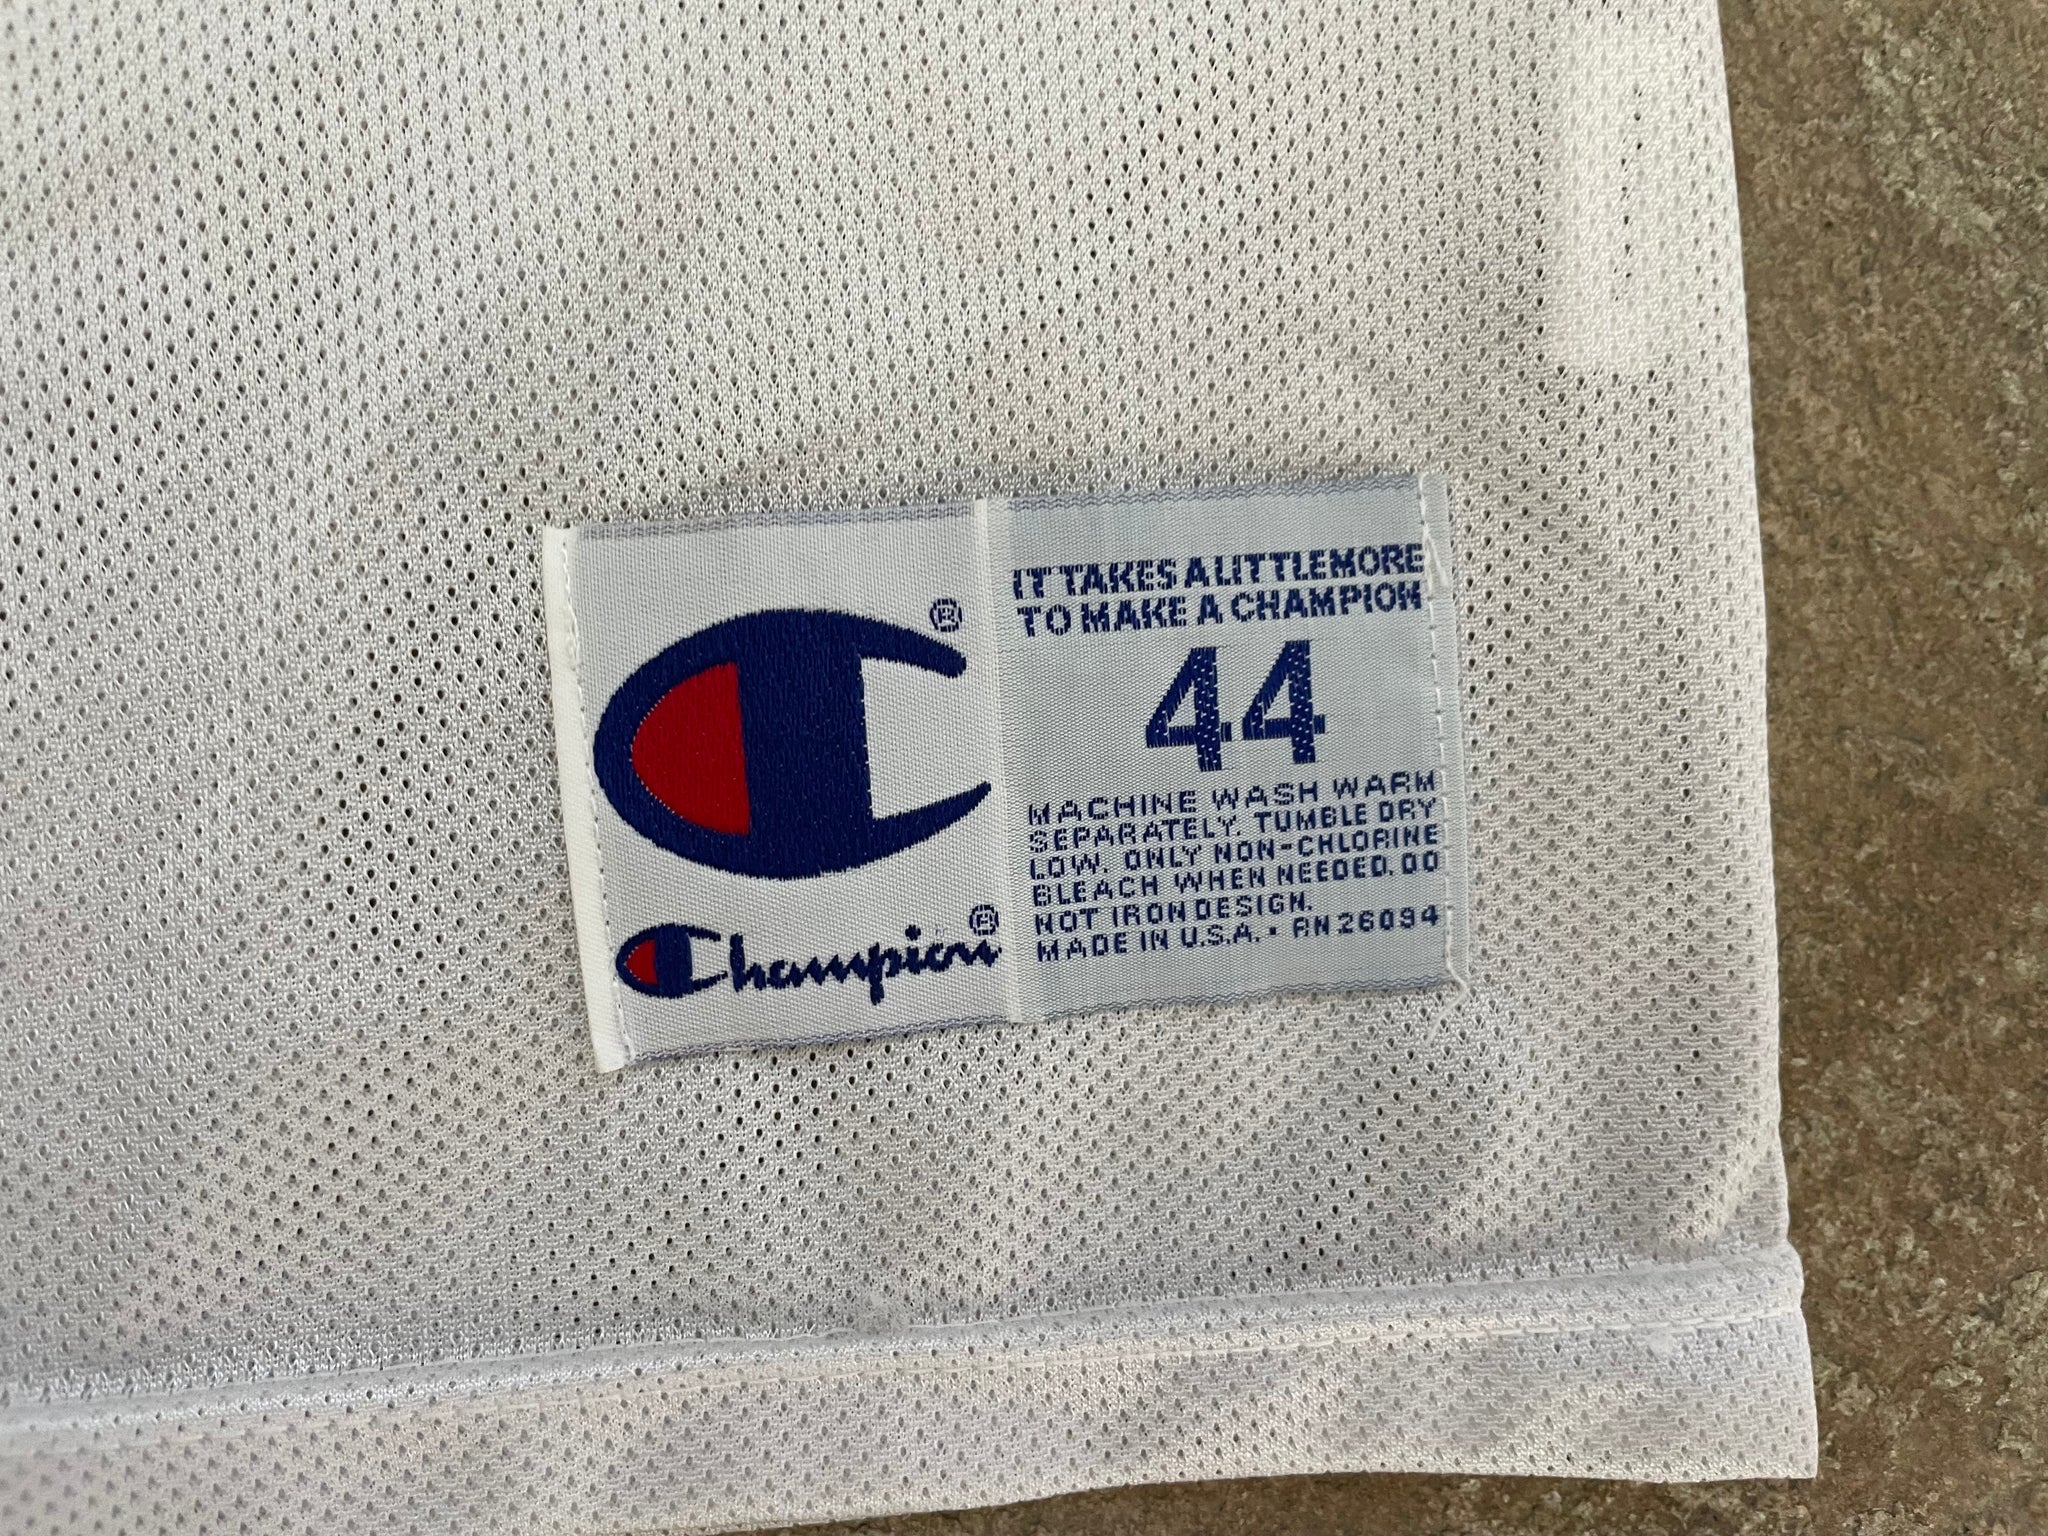 ®
Champion®
IT TAKES A LITTLE MORE
TO MAKE A CHAMPION
44
MACHINE WASH WARM
SEPARATELY. TUMBLE DRY
LOW. ONLY NON-CHLORINE
BLEACH WHEN NEEDED. DO
NOT IRON DESIGN.
MADE IN U.S.A. • RN 26094